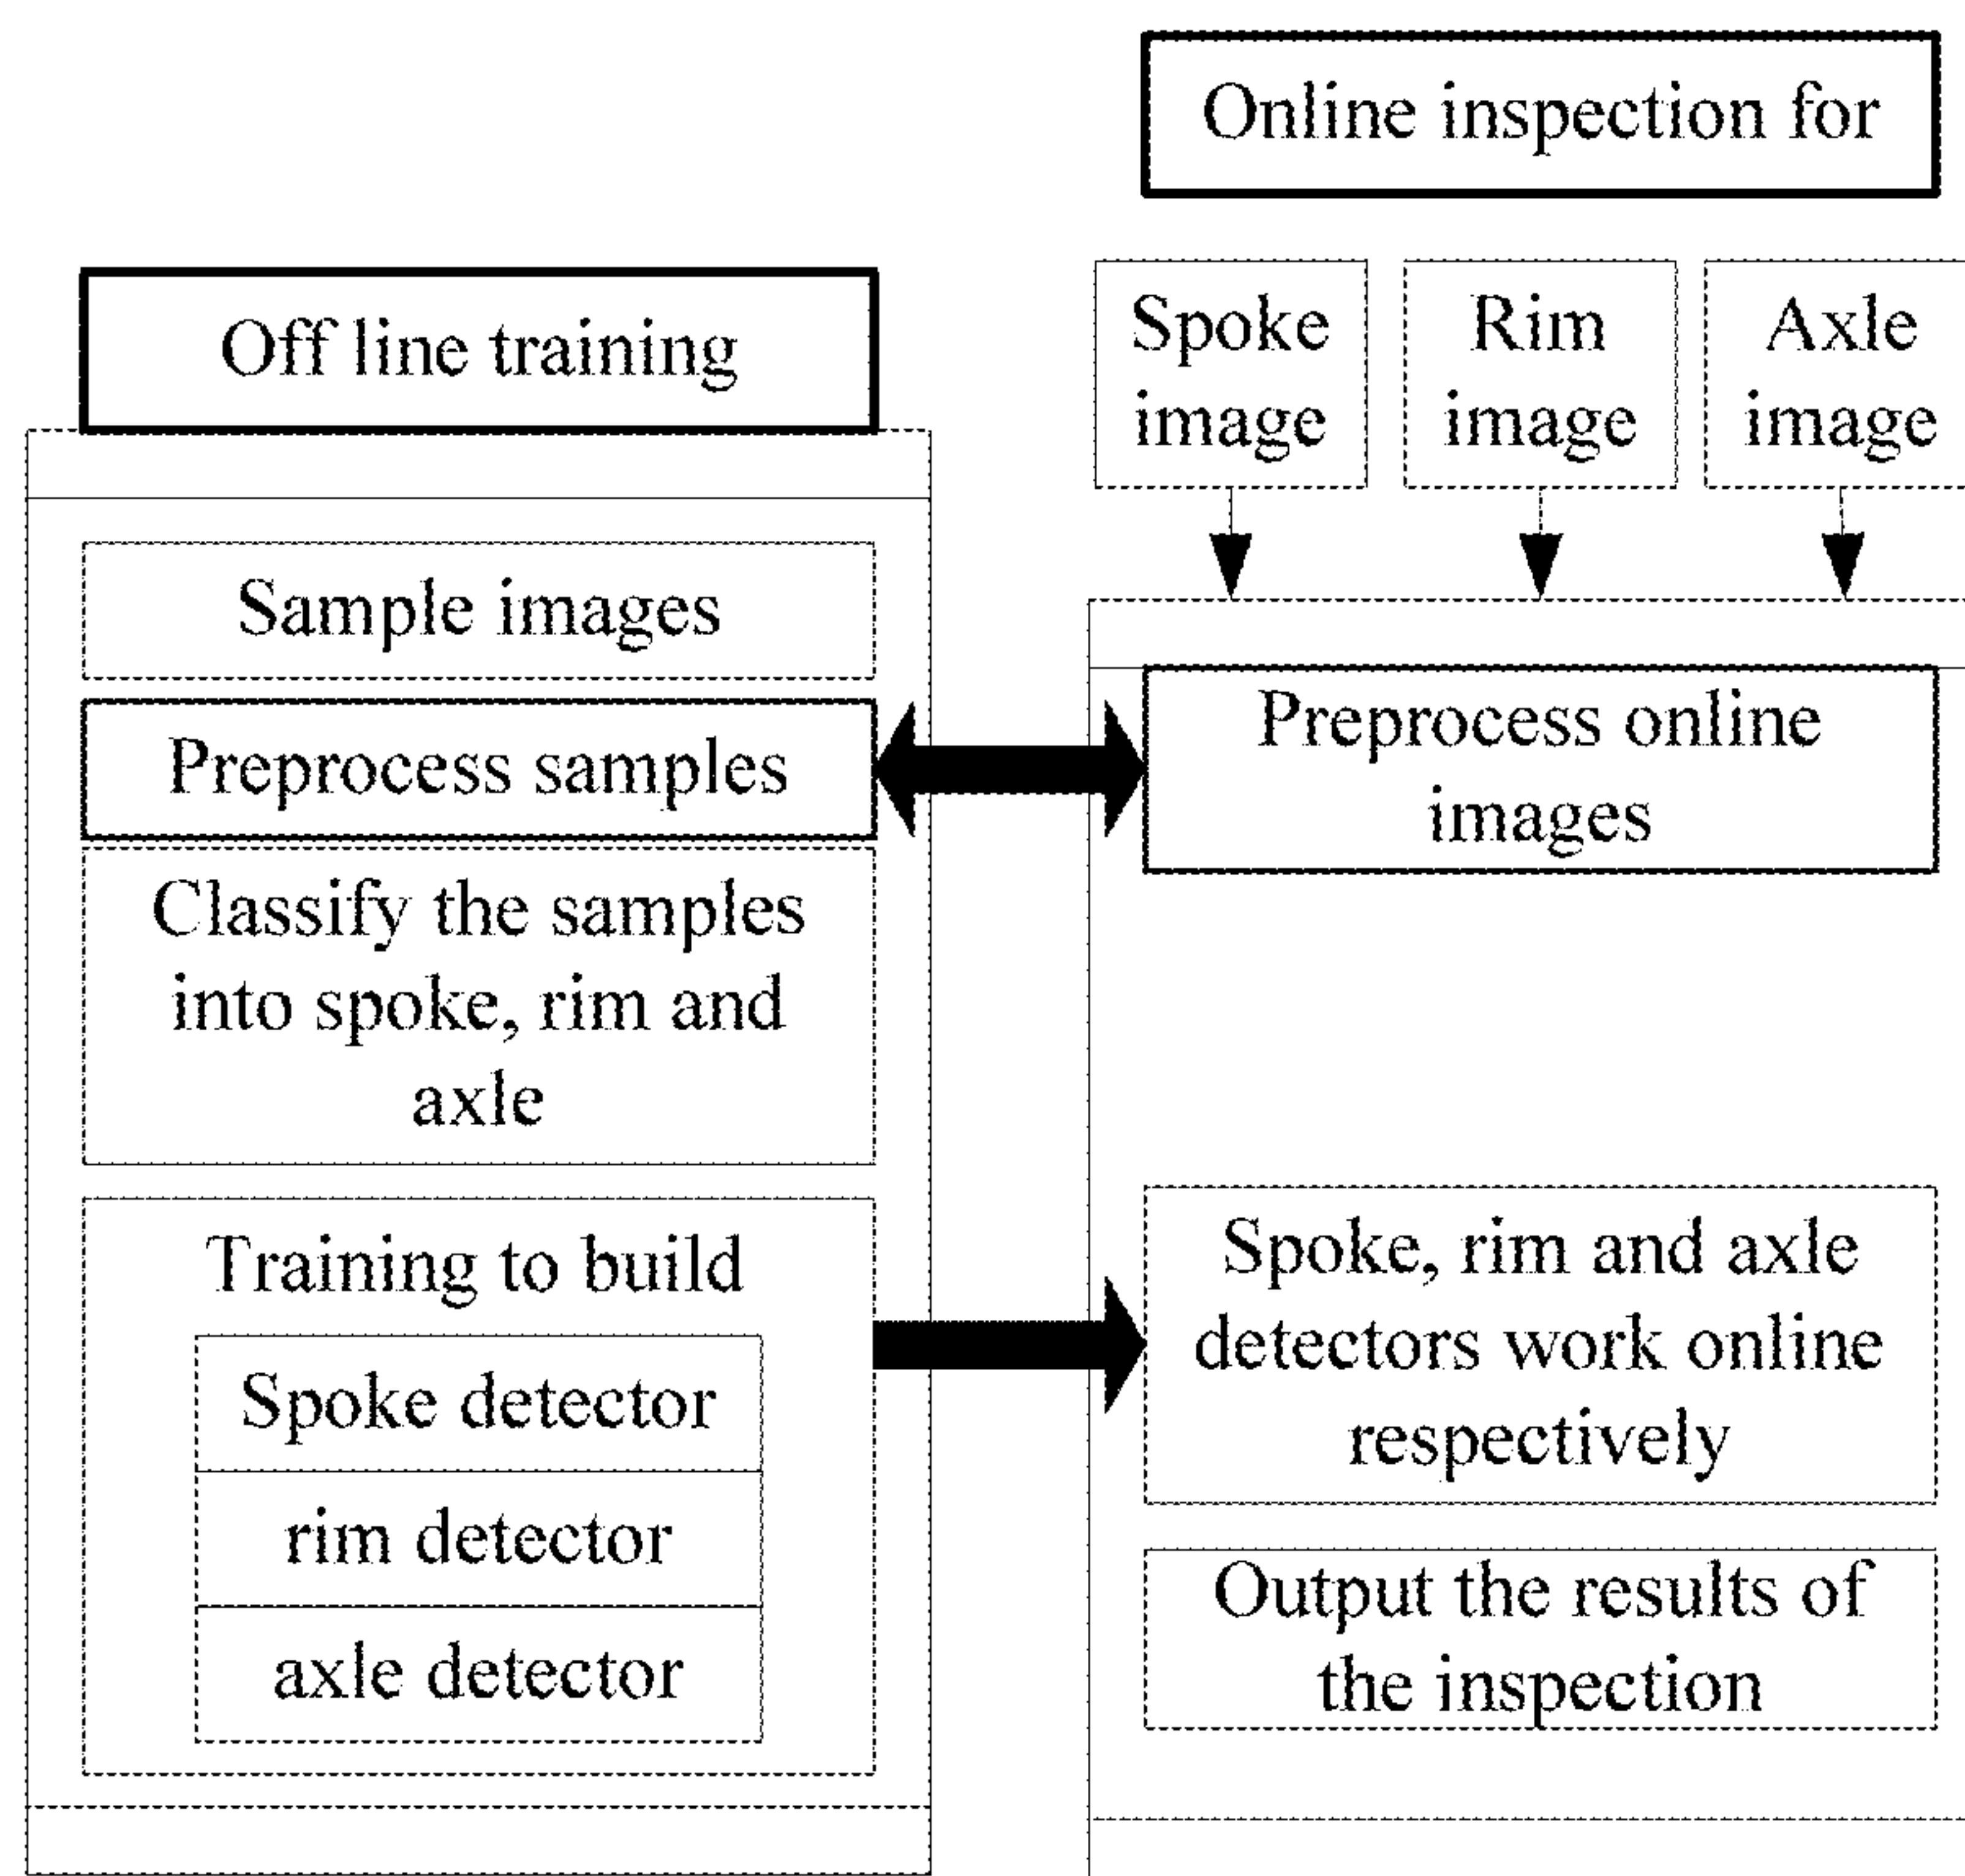 Off line training
Sample images
Preprocess samples
Classify the samples
into spoke, rim and
axle
Training to build
Spoke detector
rim detector
axle detector
Online inspection for
Spoke
image
Rim
image
Axle
image
Preprocess online
images
Spoke, rim and axle
detectors work online
respectively
Output the results of
the inspection